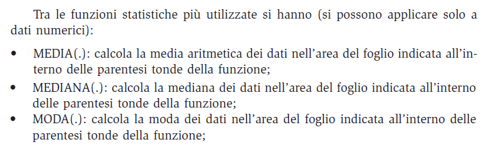 Tra le funzioni statistiche più utilizzate si hanno (si possono applicare solo a
dati numerici):
• MEDIA(.): calcola la media aritmetica dei dati nell'area del foglio indicata all'in-
terno delle parentesi tonde della funzione;
• MEDIANA(.): calcola la mediana dei dati nell'area del foglio indicata all'interno
delle parentesi tonde della funzione;
• MODA(.): calcola la moda dei dati nell'area del foglio indicata all'interno delle
parentesi tonde della funzione;